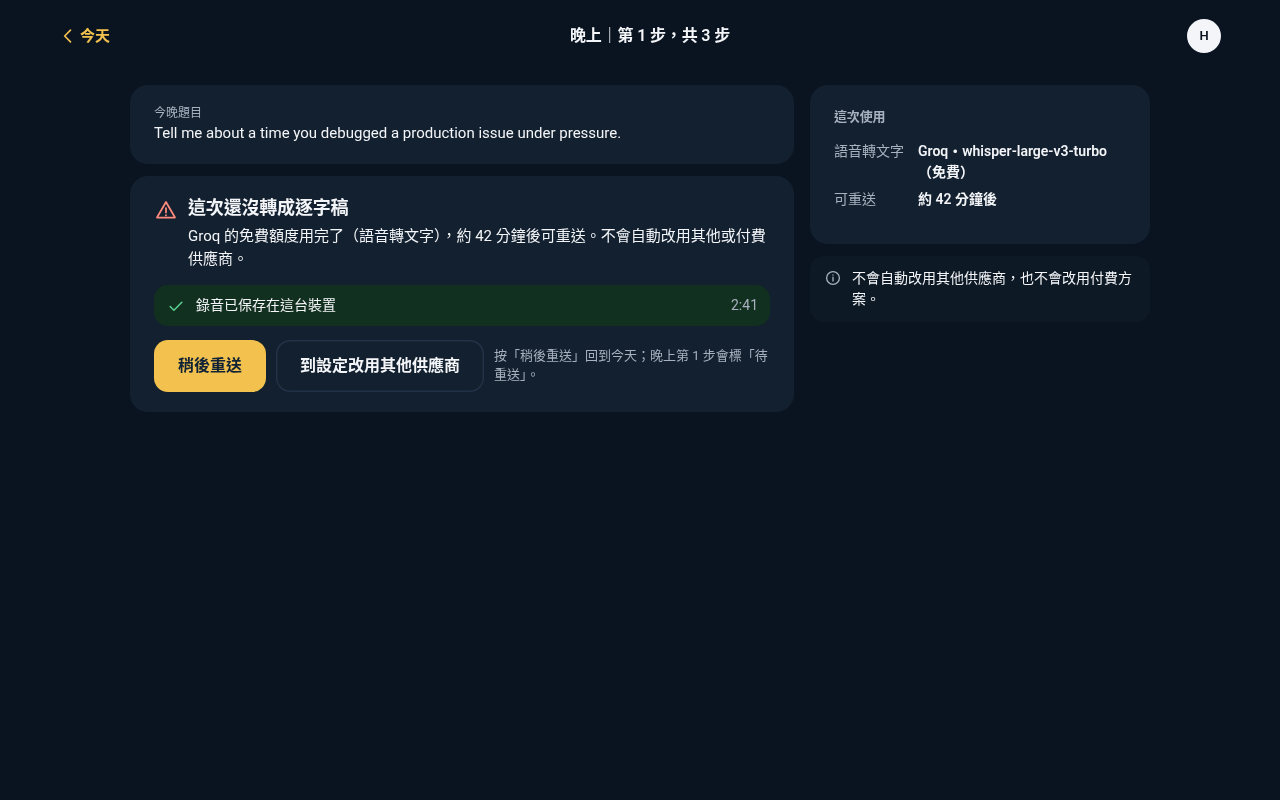 今天
晚上｜第 1 步，共 3 步
H
今晚題目
Tell me about a time you debugged a production issue under pressure.
這次還沒轉成逐字稿
Groq 的免費額度用完了（語音轉文字），約 42 分鐘後可重送。不會自動改用其他或付費
供應商。
錄音已保存在這台裝置
2:41
稍後重送
到設定改用其他供應商
按「稍後重送」回到今天；晚上第 1 步會標「待
重送」。
這次使用
語音轉文字
Groq・whisper-large-v3-turbo
（免費）
可重送
約 42 分鐘後
不會自動改用其他供應商，也不會改用付費方
案。